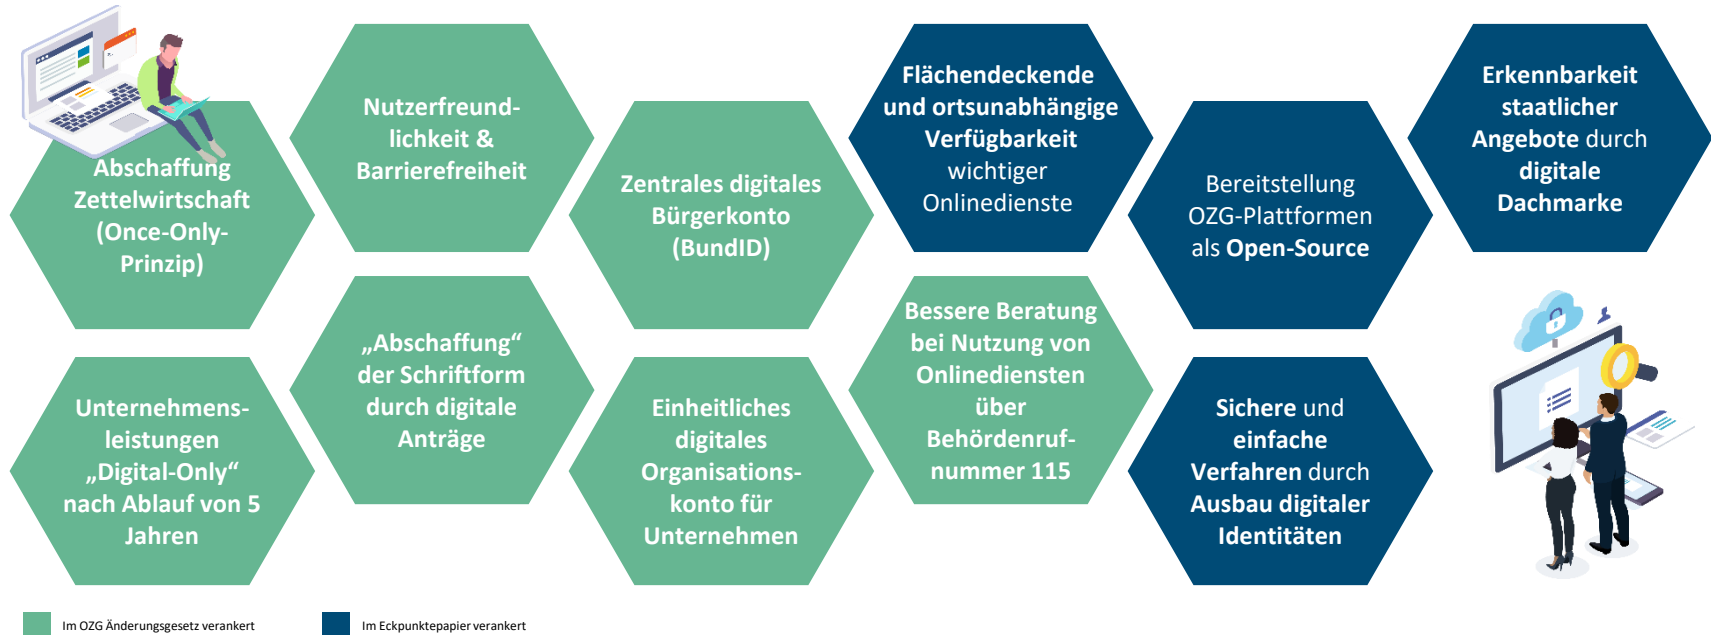 Abschaffung
Zettelwirtschaft
(Once-Only-
Prinzip)
Nutzerfreund-
lichkeit &
Barrierefreiheit
Zentrales digitales
Bürgerkonto
(BundID)
Flächendeckende
und ortsunabhängige
Verfügbarkeit
wichtiger
Onlinedienste
Bereitstellung
OZG-Plattformen
als Open-Source
Erkennbarkeit
staatlicher
Angebote durch
digitale
Dachmarke
Unternehmens-
leistungen
„Digital-Only“
nach Ablauf von 5
Jahren
„Abschaffung“
der Schriftform
durch digitale
Anträge
Einheitliches
digitales
Organisations-
konto für
Unternehmen
Bessere Beratung
bei Nutzung von
Onlinediensten
über
Behördenruf-
nummer 115
Sichere und
einfache
Verfahren durch
Ausbau digitaler
Identitäten
Im OZG Änderungsgesetz verankert
Im Eckpunktepapier verankert